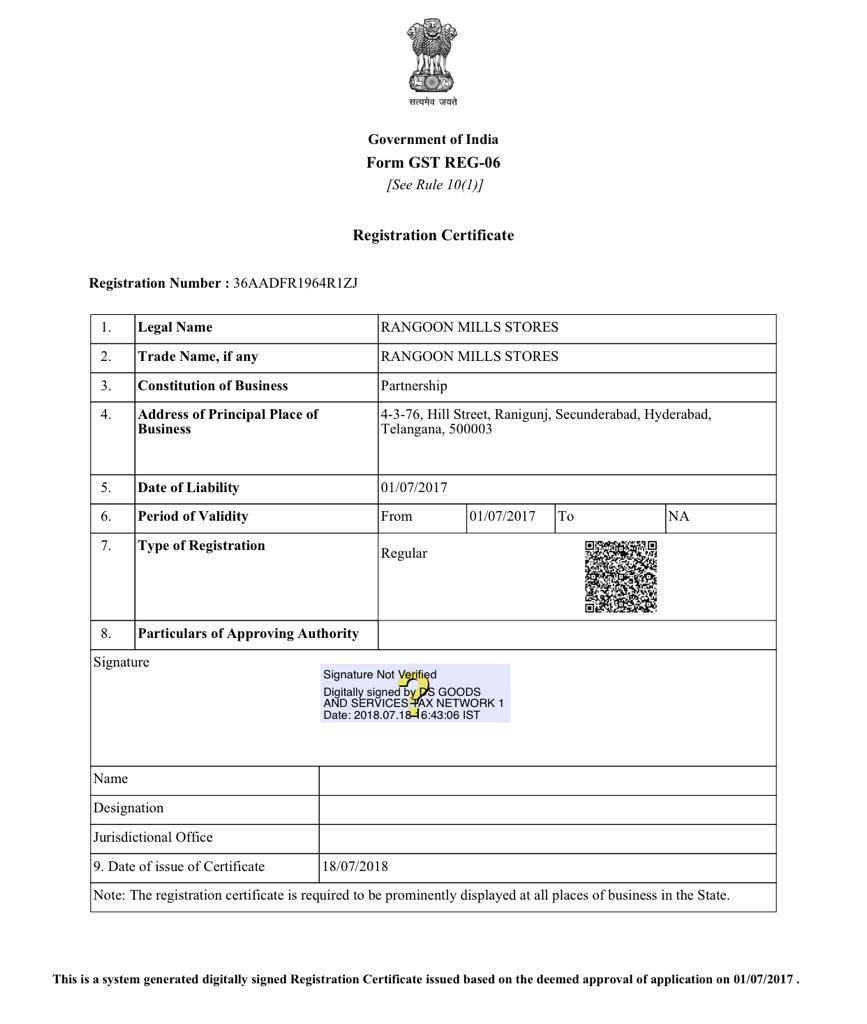 सत्यमेव जयते
Government of India
Form GST REG-06
[See Rule 10(1)]
Registration Certificate
Registration Number : 36AADFR1964R1ZJ
1. Legal Name RANGOON MILLS STORES
2. Trade Name, if any RANGOON MILLS STORES
3. Constitution of Business Partnership
4. Address of Principal Place of 4-3-76, Hill Street, Ranigunj, Secunderabad, Hyderabad,
Business Telangana, 500003
5. Date of Liability 01/07/2017
6. Period of Validity From 01/07/2017 To NA
7. Type of Registration Regular
8. Particulars of Approving Authority
Signature
Signature Not Verified
Digitally signed by DS GOODS
AND SERVICES TAX NETWORK 1
Date: 2018.07.18 16:43:06 IST
Name
Designation
Jurisdictional Office
9. Date of issue of Certificate 18/07/2018
Note: The registration certificate is required to be prominently displayed at all places of business in the State.
This is a system generated digitally signed Registration Certificate issued based on the deemed approval of application on 01/07/2017 .